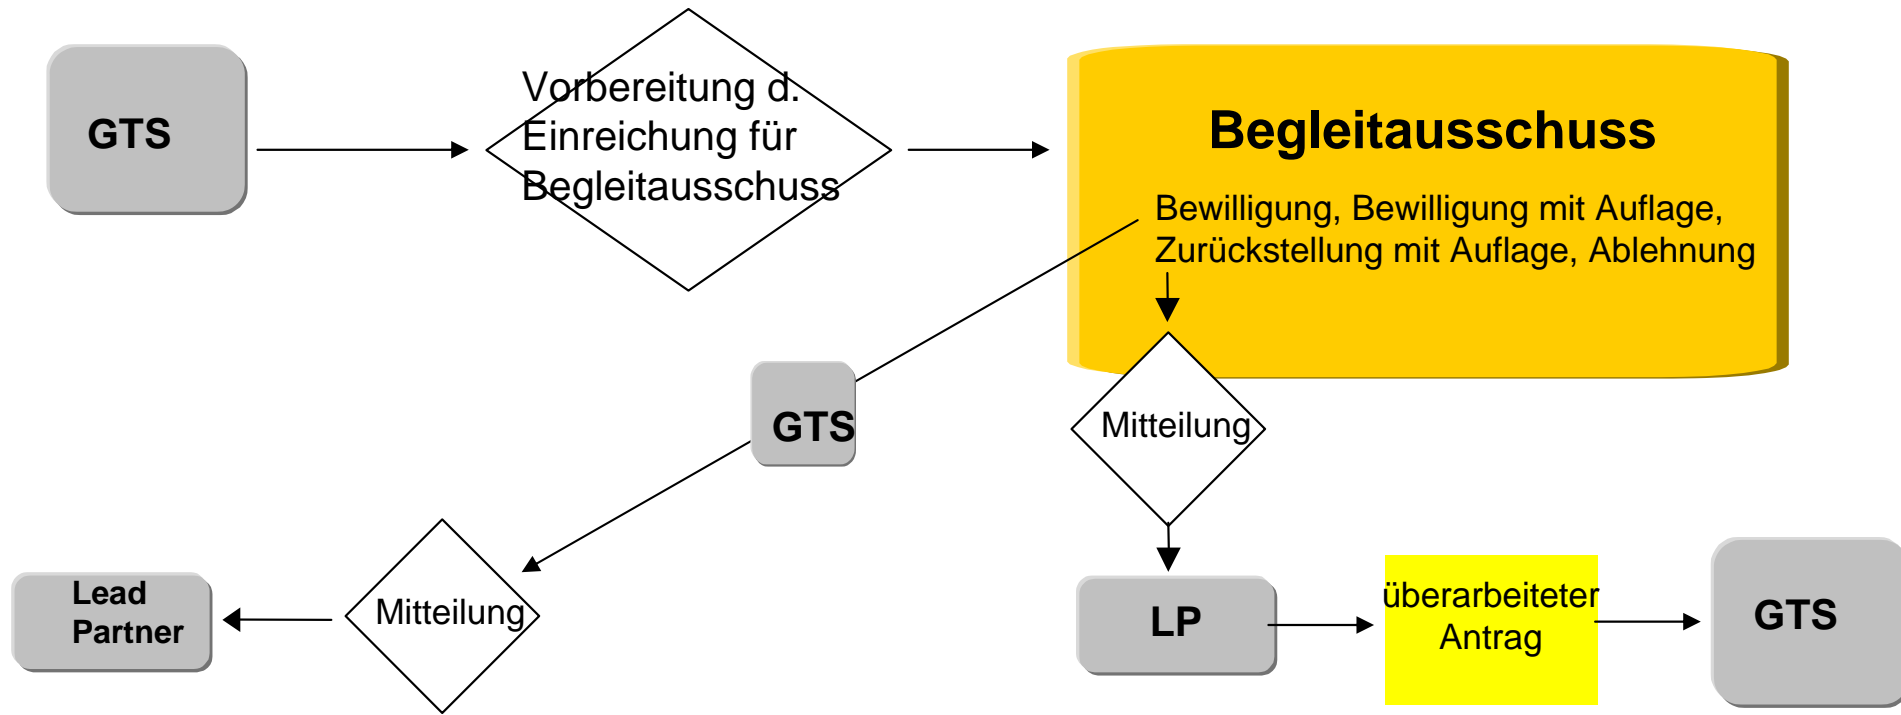 GTS
Vorbereitung d.
Einreichung für
Begleitausschuss
Begleitausschuss
Bewilligung, Bewilligung mit Auflage,
Zurückstellung mit Auflage, Ablehnung
GTS
Mitteilung
Lead
Partner
Mitteilung
LP
überarbeiteter
Antrag
GTS